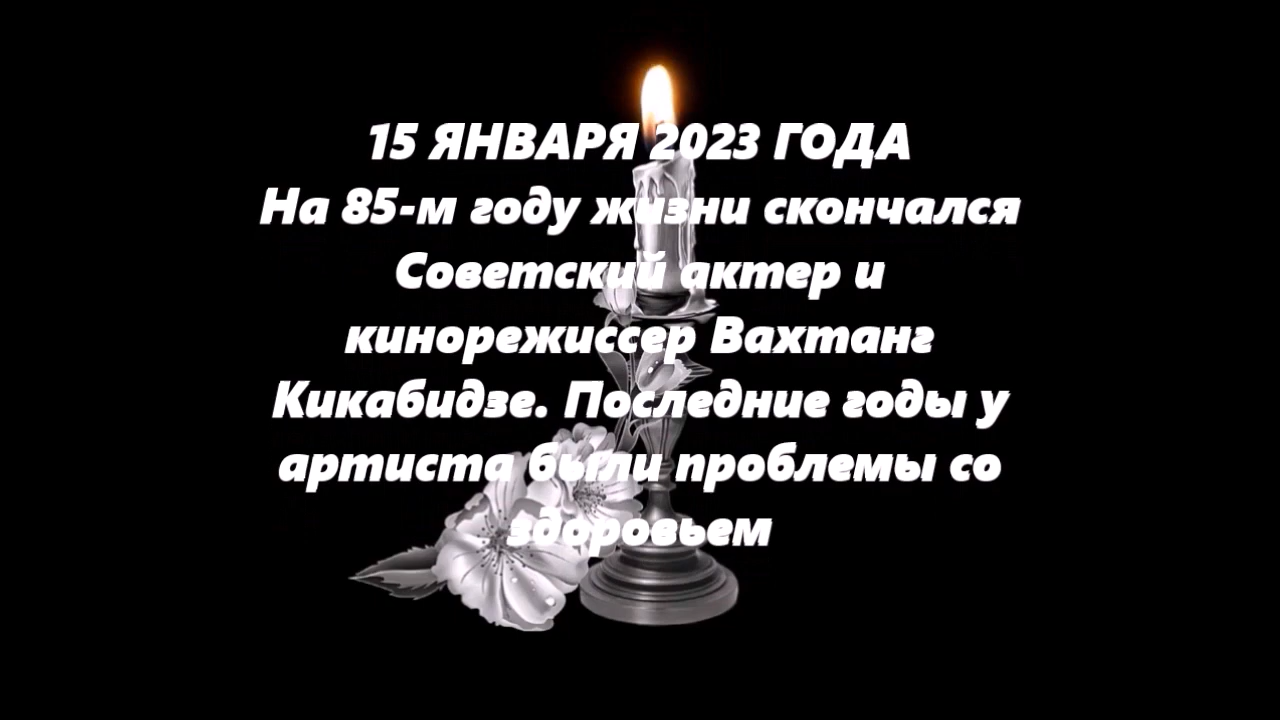 15 ЯНВАРЯ 2023 ГОДА
На 85-м году жизни скончался
Советский актер и
кинорежиссер Вахтанг
Кикабидзе. Последние годы у
артиста были проблемы со
здоровьем